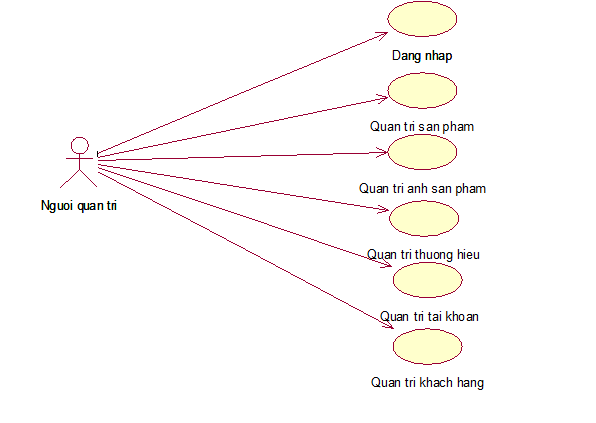 Dang nhap
Quan tri san pham
Quan tri anh san pham
Nguoi quan tri
Quan tri thuong hieu
Quan tri tai khoan
Quan tri khach hang